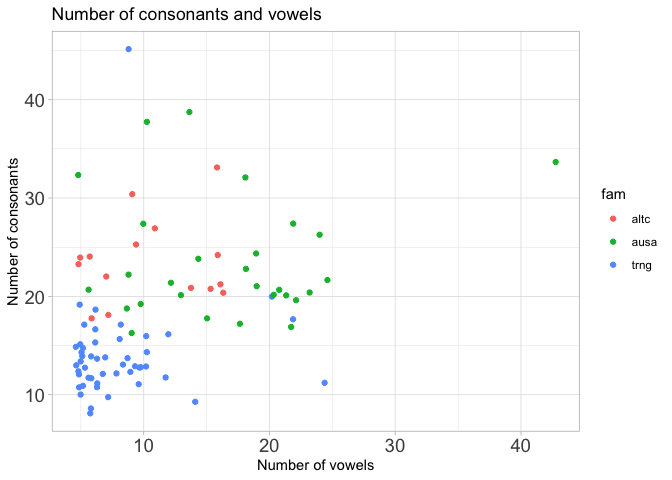 Number of consonants and vowels
Number of consonants
40
30
20
10
10 20 30 40
Number of vowels
fam
altc
ausa
trng